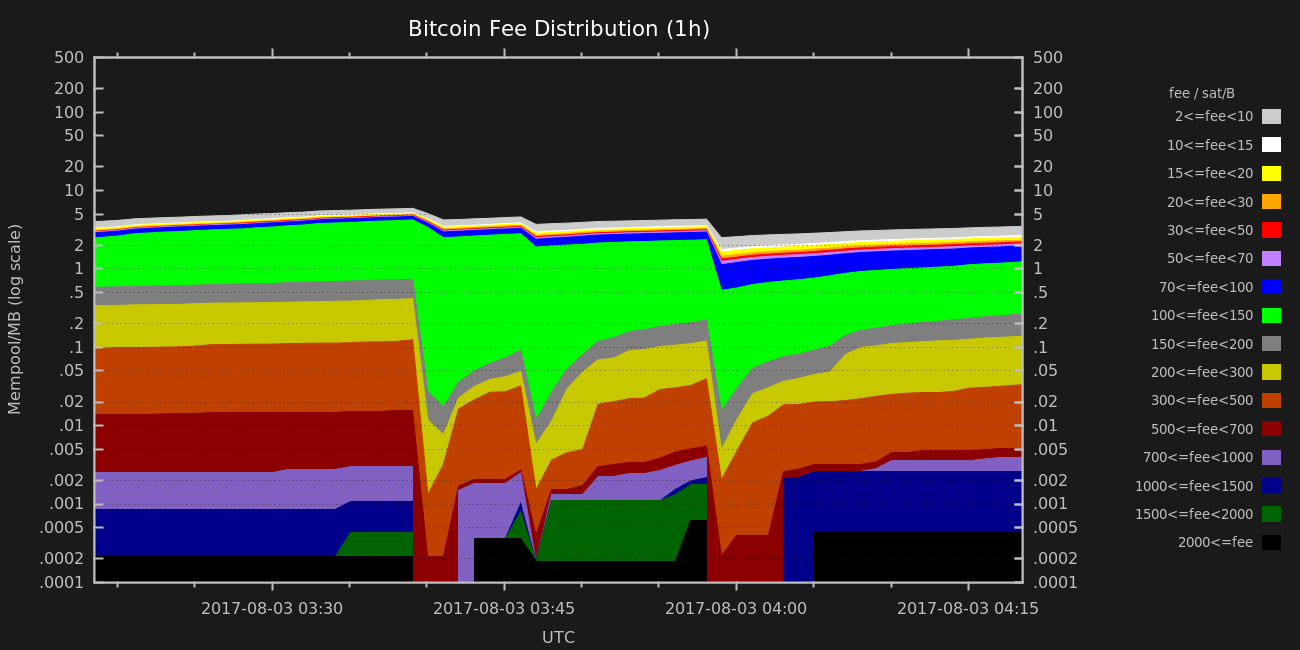 Bitcoin Fee Distribution (1h)
500 500
200 200
100 100
50 50
20 20
10 10
5 5
2 2
1 1
.5 .5
.2 .2
.1 .1
.05 .05
.02 .02
.01 .01
.005 .005
.002 .002
.001 .001
.0005 .0005
.0002 .0002
.0001 .0001
Mempool/MB (log scale)
2017-08-03 03:30 2017-08-03 03:45 2017-08-03 04:00 2017-08-03 04:15
UTC
fee / sat/B
2<=fee<10
10<=fee<15
15<=fee<20
20<=fee<30
30<=fee<50
50<=fee<70
70<=fee<100
100<=fee<150
150<=fee<200
200<=fee<300
300<=fee<500
500<=fee<700
700<=fee<1000
1000<=fee<1500
1500<=fee<2000
2000<=fee